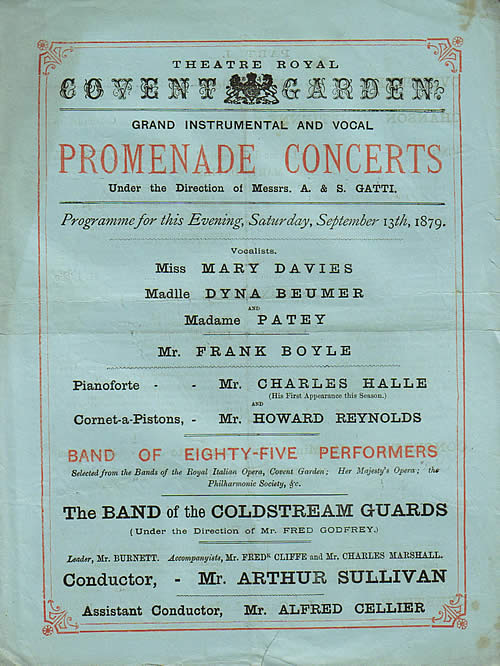 THEATRE ROYAL
COVENT GARDEN.
GRAND INSTRUMENTAL AND VOCAL
PROMENADE CONCERTS
Under the Direction of Messrs. A. & S. GATTI.
Programme for this Evening, Saturday, September 13th, 1879.
Vocalists.
Miss MARY DAVIES
Madlle DYNA BEUMER
AND
Madame PATEY
Mr. FRANK BOYLE
Pianoforte - - Mr. CHARLES HALLE
(His First Appearance this Season.)
AND
Cornet-a-Pistons, - Mr. HOWARD REYNOLDS
BAND OF EIGHTY-FIVE PERFORMERS
Selected from the Bands of the Royal Italian Opera, Covent Garden; Her Majesty's Opera; the
Philharmonic Society, &c.
The BAND of the COLDSTREAM GUARDS
(Under the Direction of Mr. FRED GODFREY.)
Leader, Mr. BURNETT. Accompanyists, Mr. FREDK CLIFFE and Mr. CHARLES MARSHALL.
Conductor, - Mr. ARTHUR SULLIVAN
Assistant Conductor, Mr. ALFRED CELLIER